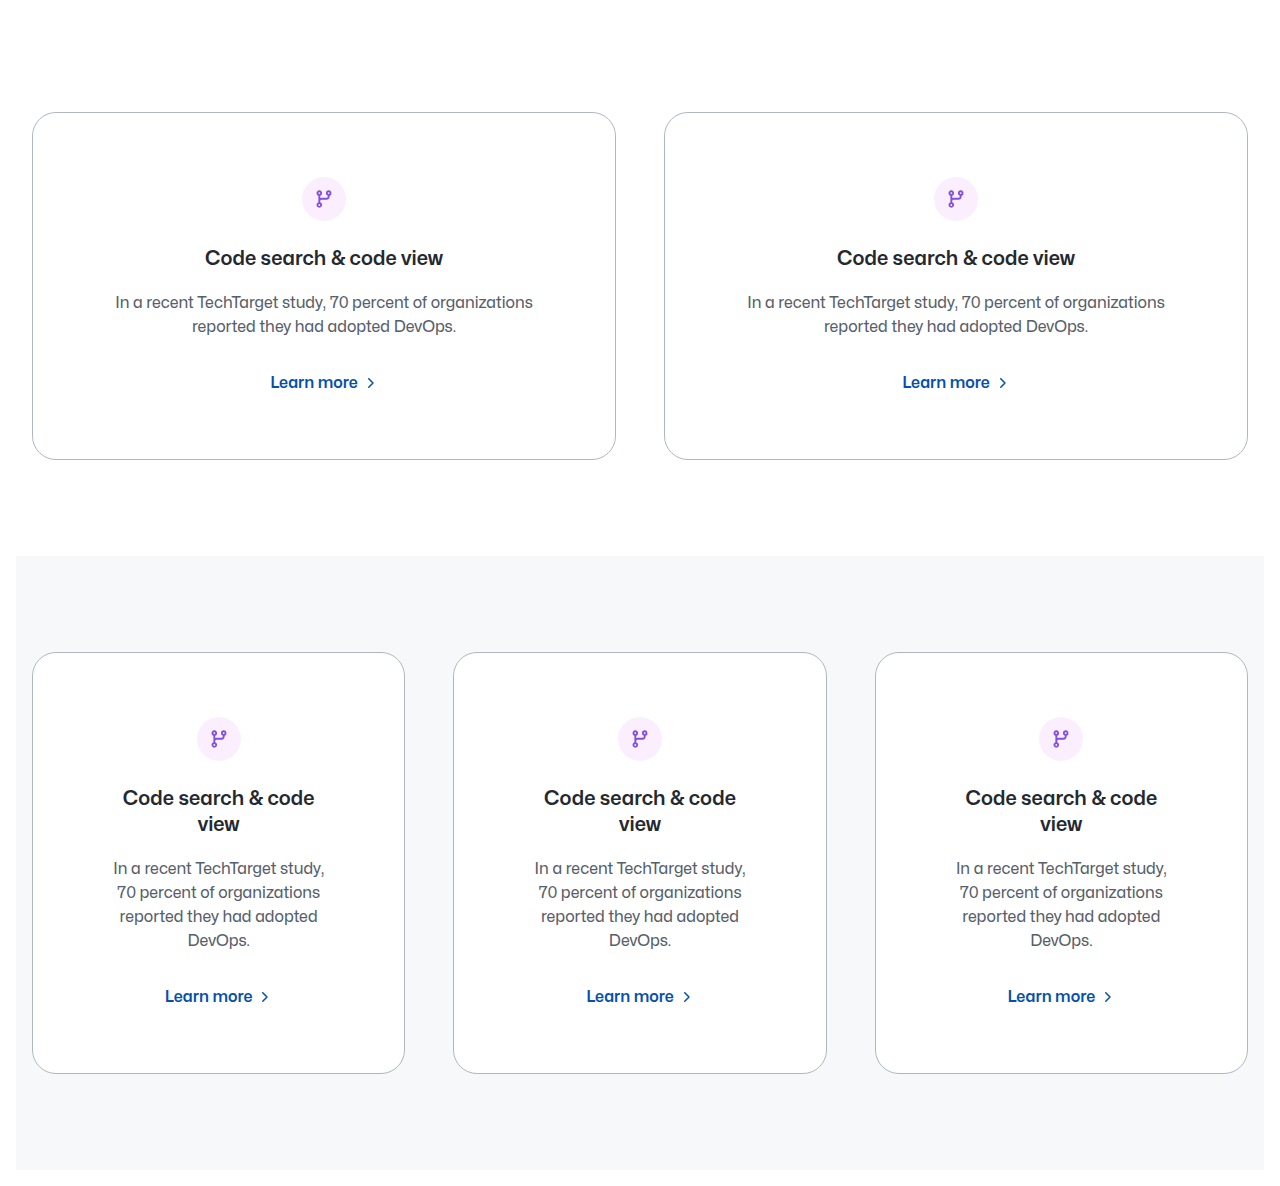 Code search & code view
In a recent TechTarget study, 70 percent of organizations
reported they had adopted DevOps.
Learn more
Code search & code view
In a recent TechTarget study, 70 percent of organizations
reported they had adopted DevOps.
Learn more
Code search & code
view
In a recent TechTarget study,
70 percent of organizations
reported they had adopted
DevOps.
Learn more
Code search & code
view
In a recent TechTarget study,
70 percent of organizations
reported they had adopted
DevOps.
Learn more
Code search & code
view
In a recent TechTarget study,
70 percent of organizations
reported they had adopted
DevOps.
Learn more